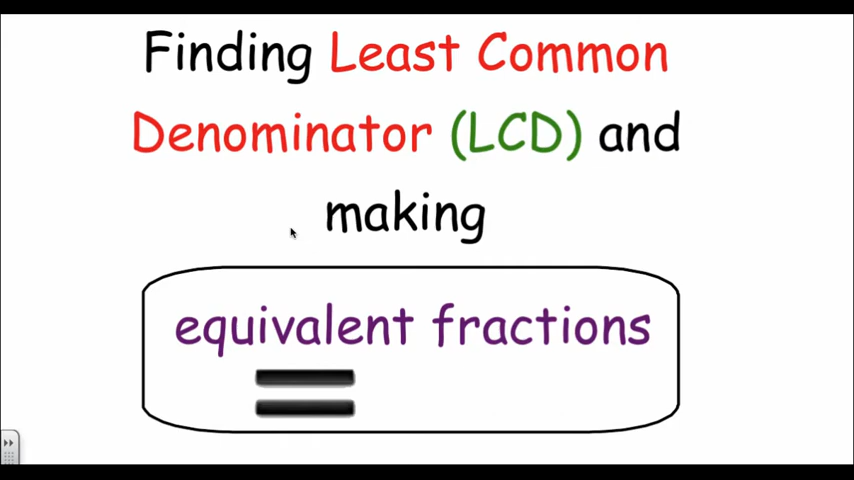 Finding Least Common
Denominator (LCD) and
making
equivalent fractions
=